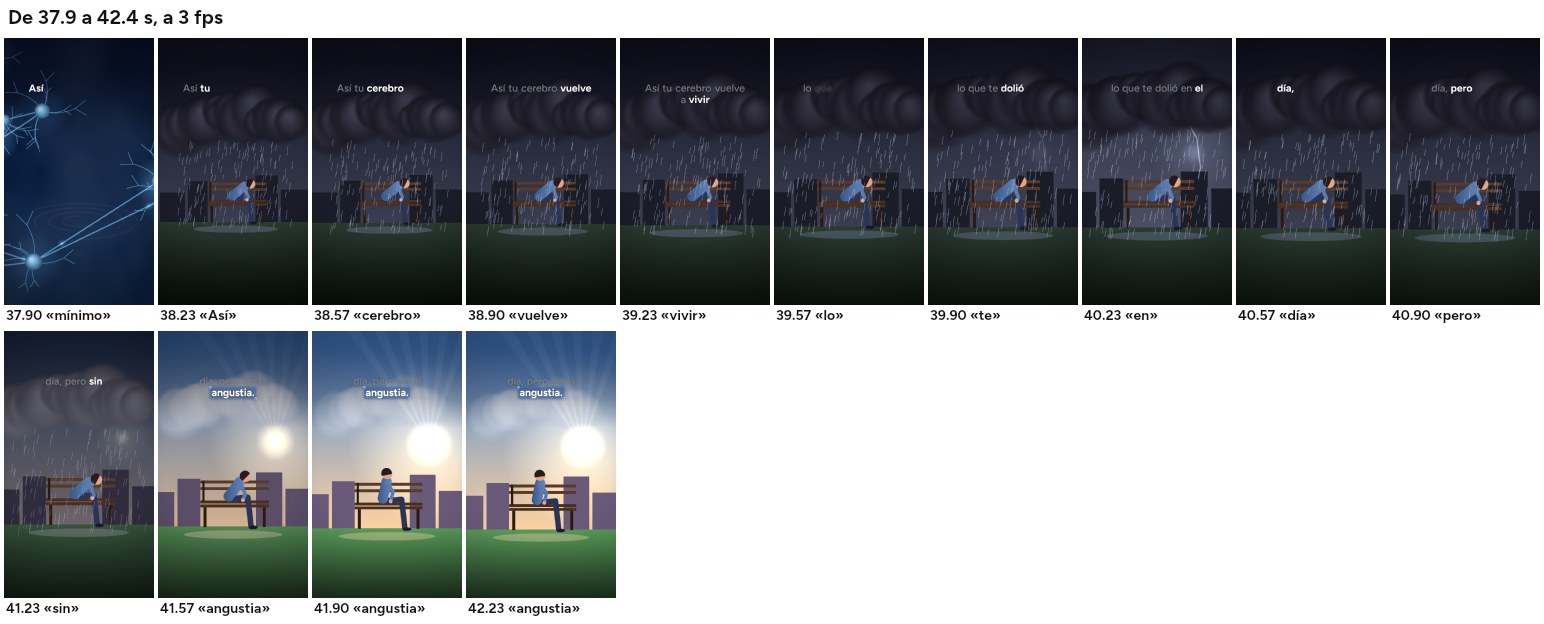 De 37.9 a 42.4 s, a 3 fps
Así
Así tu
Así tu cerebro
Así tu cerebro vuelve
Así tu cerebro vuelve
a vivir
lo que
lo que te dolió
lo que te dolió en el
día,
día, pero
37.90 «mínimo»
38.23 «Así»
38.57 «cerebro»
38.90 «vuelve»
39.23 «vivir»
39.57 «lo»
39.90 «te»
40.23 «en»
40.57 «día»
40.90 «pero»
día, pero sin
angustia.
angustia.
angustia.
41.23 «sin»
41.57 «angustia»
41.90 «angustia»
42.23 «angustia»